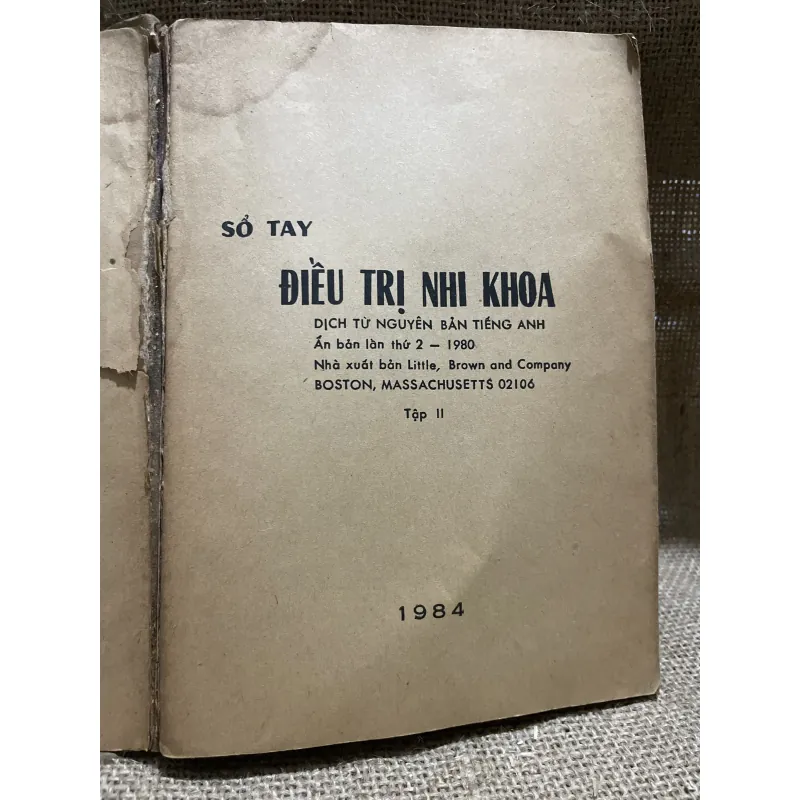 SỔ TAY
ĐIỀU TRỊ NHI KHOA
DỊCH TỪ NGUYÊN BẢN TIẾNG ANH
Ấn bản lần thứ 2 – 1980
Nhà xuất bản Little, Brown and Company
BOSTON, MASSACHUSETTS 02106
Tập II
1984